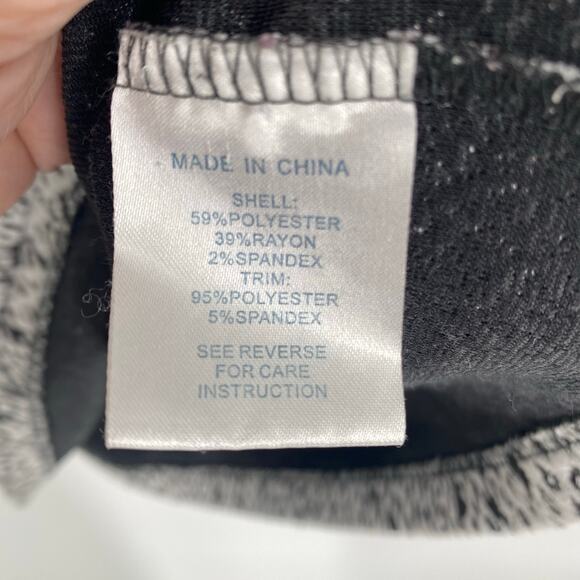 MADE IN CHINA
SHELL:
59%POLYESTER
39%RAYON
2%SPANDEX
TRIM:
95%POLYESTER
5%SPANDEX
SEE REVERSE
FOR CARE
INSTRUCTION